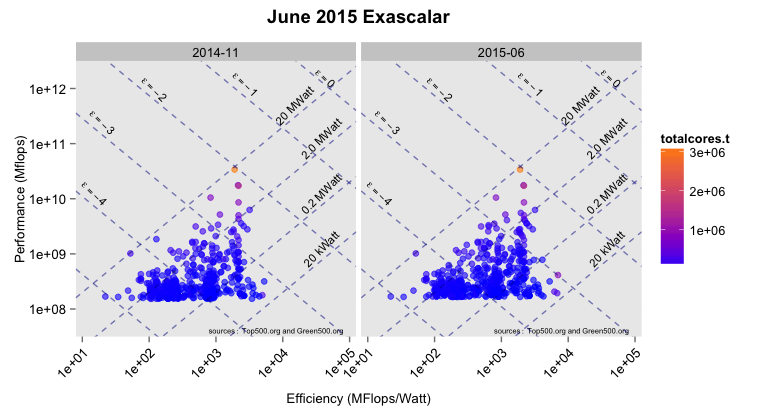 June 2015 Exascalar
2014-11
2015-06
Performance (Mflops)
1e+12
1e+11
1e+10
1e+09
1e+08
ε = −4
ε = −3
ε = −2
ε = −1
ε = 0
20 MWatt
2.0 MWatt
0.2 MWatt
20 kWatt
sources : Top500.org and Green500.org
ε = −4
ε = −3
ε = −2
ε = −1
ε = 0
20 MWatt
2.0 MWatt
0.2 MWatt
20 kWatt
sources : Top500.org and Green500.org
1e+01
1e+02
1e+03
1e+04
1e+05
1e+01
1e+02
1e+03
1e+04
1e+05
Efficiency (MFlops/Watt)
totalcores.t
3e+06
2e+06
1e+06